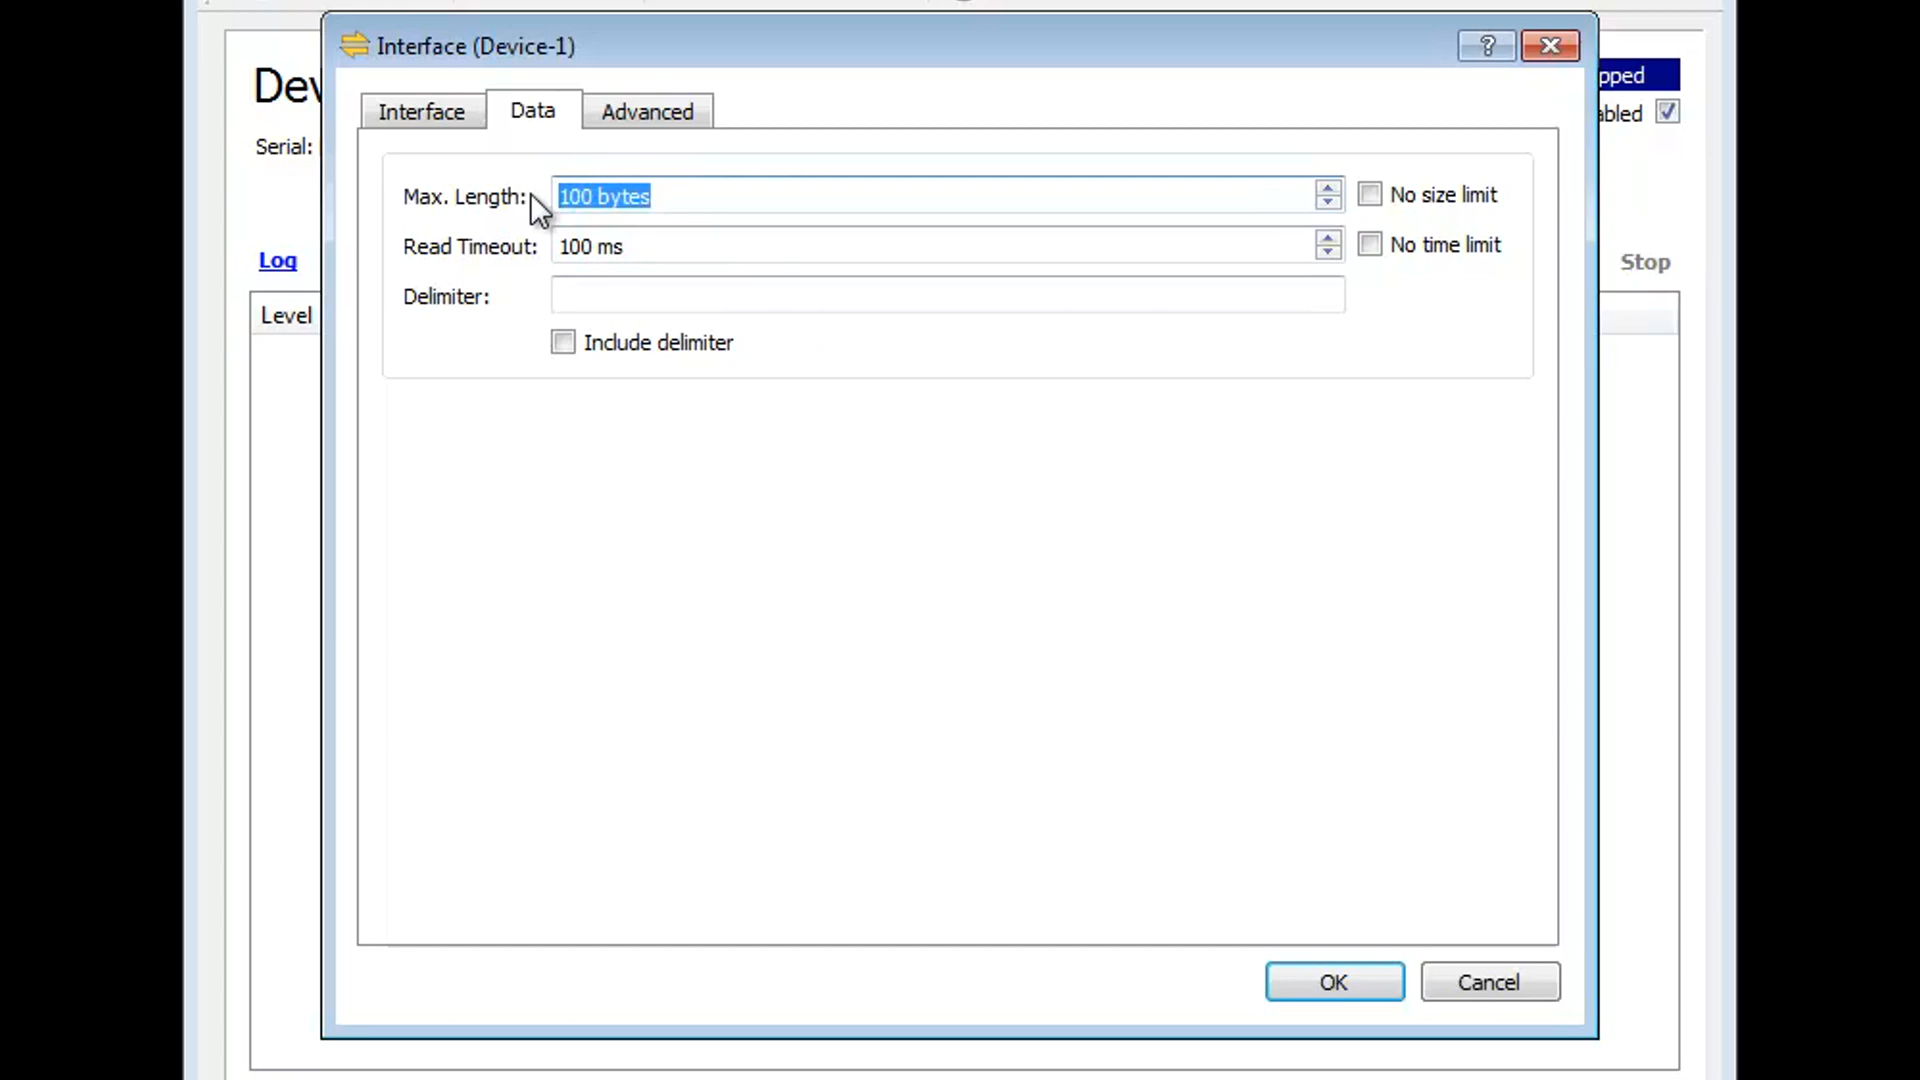 Interface (Device-1)
?
Dev
pped
Interface
Data
Advanced
abled
Serial:
Max. Length:
100 bytes
No size limit
Read Timeout:
100 ms
No time limit
Log
Stop
Delimiter:
Level
Include delimiter
OK
Cancel